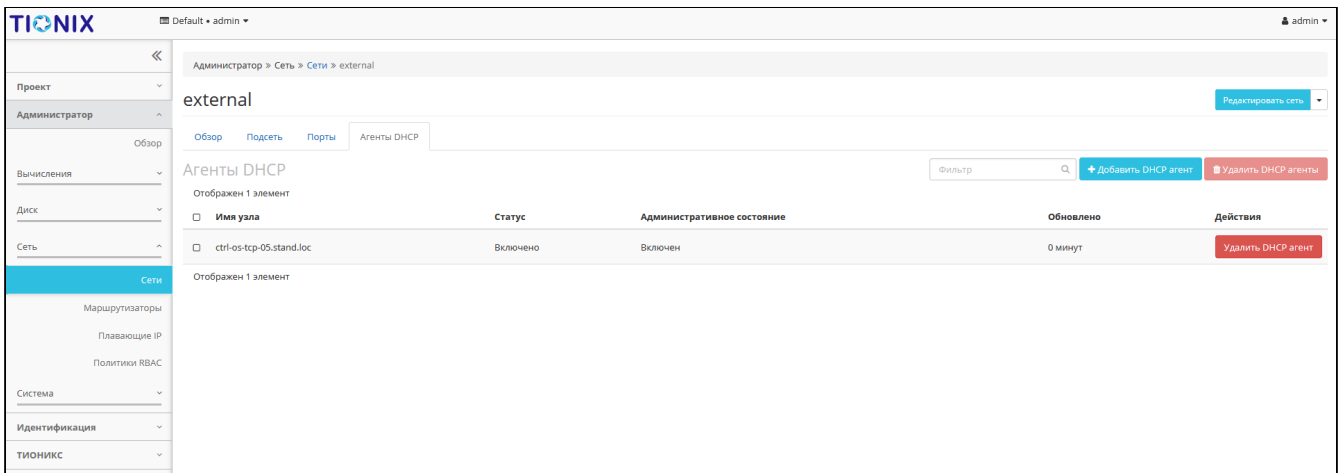 TIONIX
Default • admin
admin
Администратор » Сеть » Сети » external
Проект
Администратор
Обзор
Вычисления
Диск
Сеть
Сети
Маршрутизаторы
Плавающие IP
Политики RBAC
Система
Идентификация
ТИОНИКС
external
Редактировать сеть
Обзор Подсеть Порты Агенты DHCP
Агенты DHCP
Фильтр
Добавить DHCP агент
Удалить DHCP агенты
Отображен 1 элемент
Имя узла Статус Административное состояние Обновлено Действия
ctrl-os-tcp-05.stand.loc Включено Включен 0 минут Удалить DHCP агент
Отображен 1 элемент